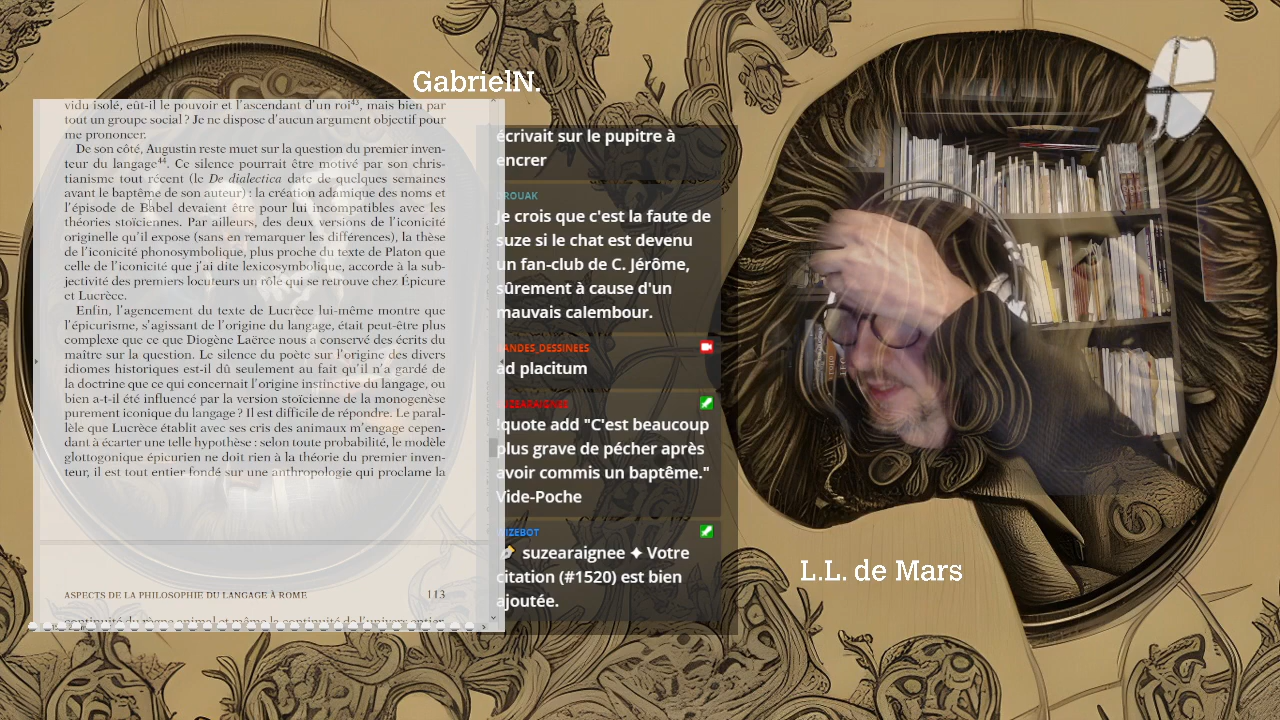 GabrielN.
vidu isolé, eût-il le pouvoir et l'ascendant d'un roi⁴³, mais bien par
tout un groupe social ? Je ne dispose d'aucun argument objectif pour
me prononcer.
De son côté, Augustin reste muet sur la question du premier inven-
teur du langage⁴⁴. Ce silence pourrait être motivé par son chris-
tianisme tout récent (le De dialectica date de quelques semaines
avant le baptême de son auteur) : la création adamique des noms et
l'épisode de Babel devaient être pour lui incompatibles avec les
théories stoïciennes. Par ailleurs, des deux versions de l'iconicité
originelle qu'il expose (sans en remarquer les différences), la thèse
de l'iconicité phonosymbolique, plus proche du texte de Platon que
celle de l'iconicité que j'ai dite lexicosymbolique, accorde à la sub-
jectivité des premiers locuteurs un rôle qui se retrouve chez Épicure
et Lucrèce.
Enfin, l'agencement du texte de Lucrèce lui-même montre que
l'épicurisme, s'agissant de l'origine du langage, était peut-être plus
complexe que ce que Diogène Laërce nous a conservé des écrits du
maître sur la question. Le silence du poète sur l'origine des divers
idiomes historiques est-il dû seulement au fait qu'il n'a gardé de
la doctrine que ce qui concernait l'origine instinctive du langage, ou
bien a-t-il été influencé par la version stoïcienne de la monogenèse
purement iconique du langage ? Il est difficile de répondre. Le paral-
lèle que Lucrèce établit avec ses cris des animaux m'engage cepen-
dant à écarter une telle hypothèse : selon toute probabilité, le modèle
glottogonique épicurien ne doit rien à la théorie du premier inven-
teur, il est tout entier fondé sur une anthropologie qui proclame la
ASPECTS DE LA PHILOSOPHIE DU LANGAGE À ROME 113
continuité du règne animal et même la continuité de l'univers entier
écrivait sur le pupitre à
encrer
ROUAK
Je crois que c'est la faute de
suze si le chat est devenu
un fan-club de C. Jérôme,
sûrement à cause d'un
mauvais calembour.
ANDES_DESSINEES
ad placitum
SUZEARAIGNEE
!quote add "C'est beaucoup
plus grave de pécher après
avoir commis un baptême."
Vide-Poche
IZEBOT
suzearaignee ✦ Votre
citation (#1520) est bien
ajoutée.
L.L. de Mars